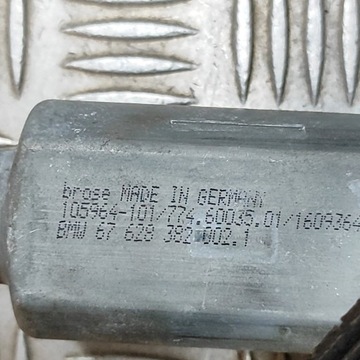 brose MADE IN GERMANY
105964-101/774.60035.01/1609364
BMW 67 628 382 002.1